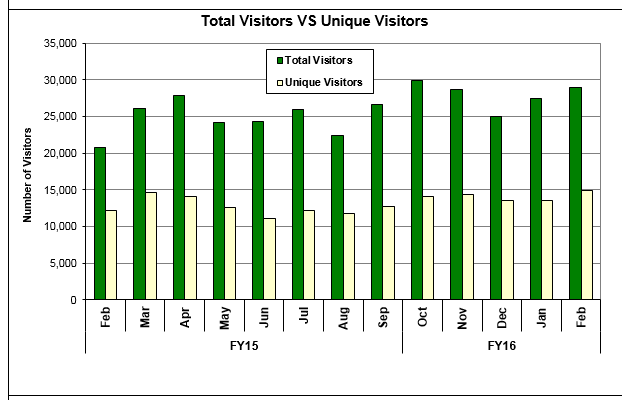 Total Visitors VS Unique Visitors
35,000
30,000
25,000
20,000
15,000
10,000
5,000
0
Number of Visitors
Total Visitors
Unique Visitors
Feb Mar Apr May Jun Jul Aug Sep Oct Nov Dec Jan Feb
FY15 FY16